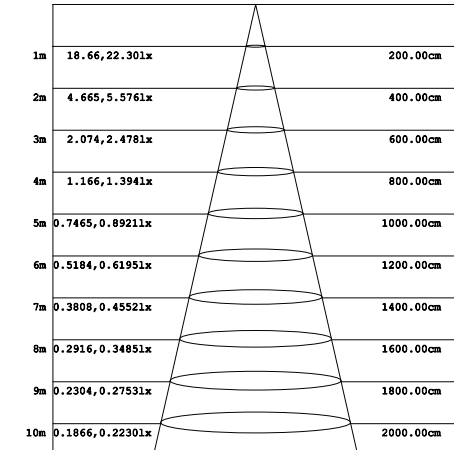 1m 18.66,22.30lx 200.00cm
2m 4.665,5.576lx 400.00cm
3m 2.074,2.478lx 600.00cm
4m 1.166,1.394lx 800.00cm
5m 0.7465,0.8921lx 1000.00cm
6m 0.5184,0.6195lx 1200.00cm
7m 0.3808,0.4552lx 1400.00cm
8m 0.2916,0.3485lx 1600.00cm
9m 0.2304,0.2753lx 1800.00cm
10m 0.1866,0.2230lx 2000.00cm